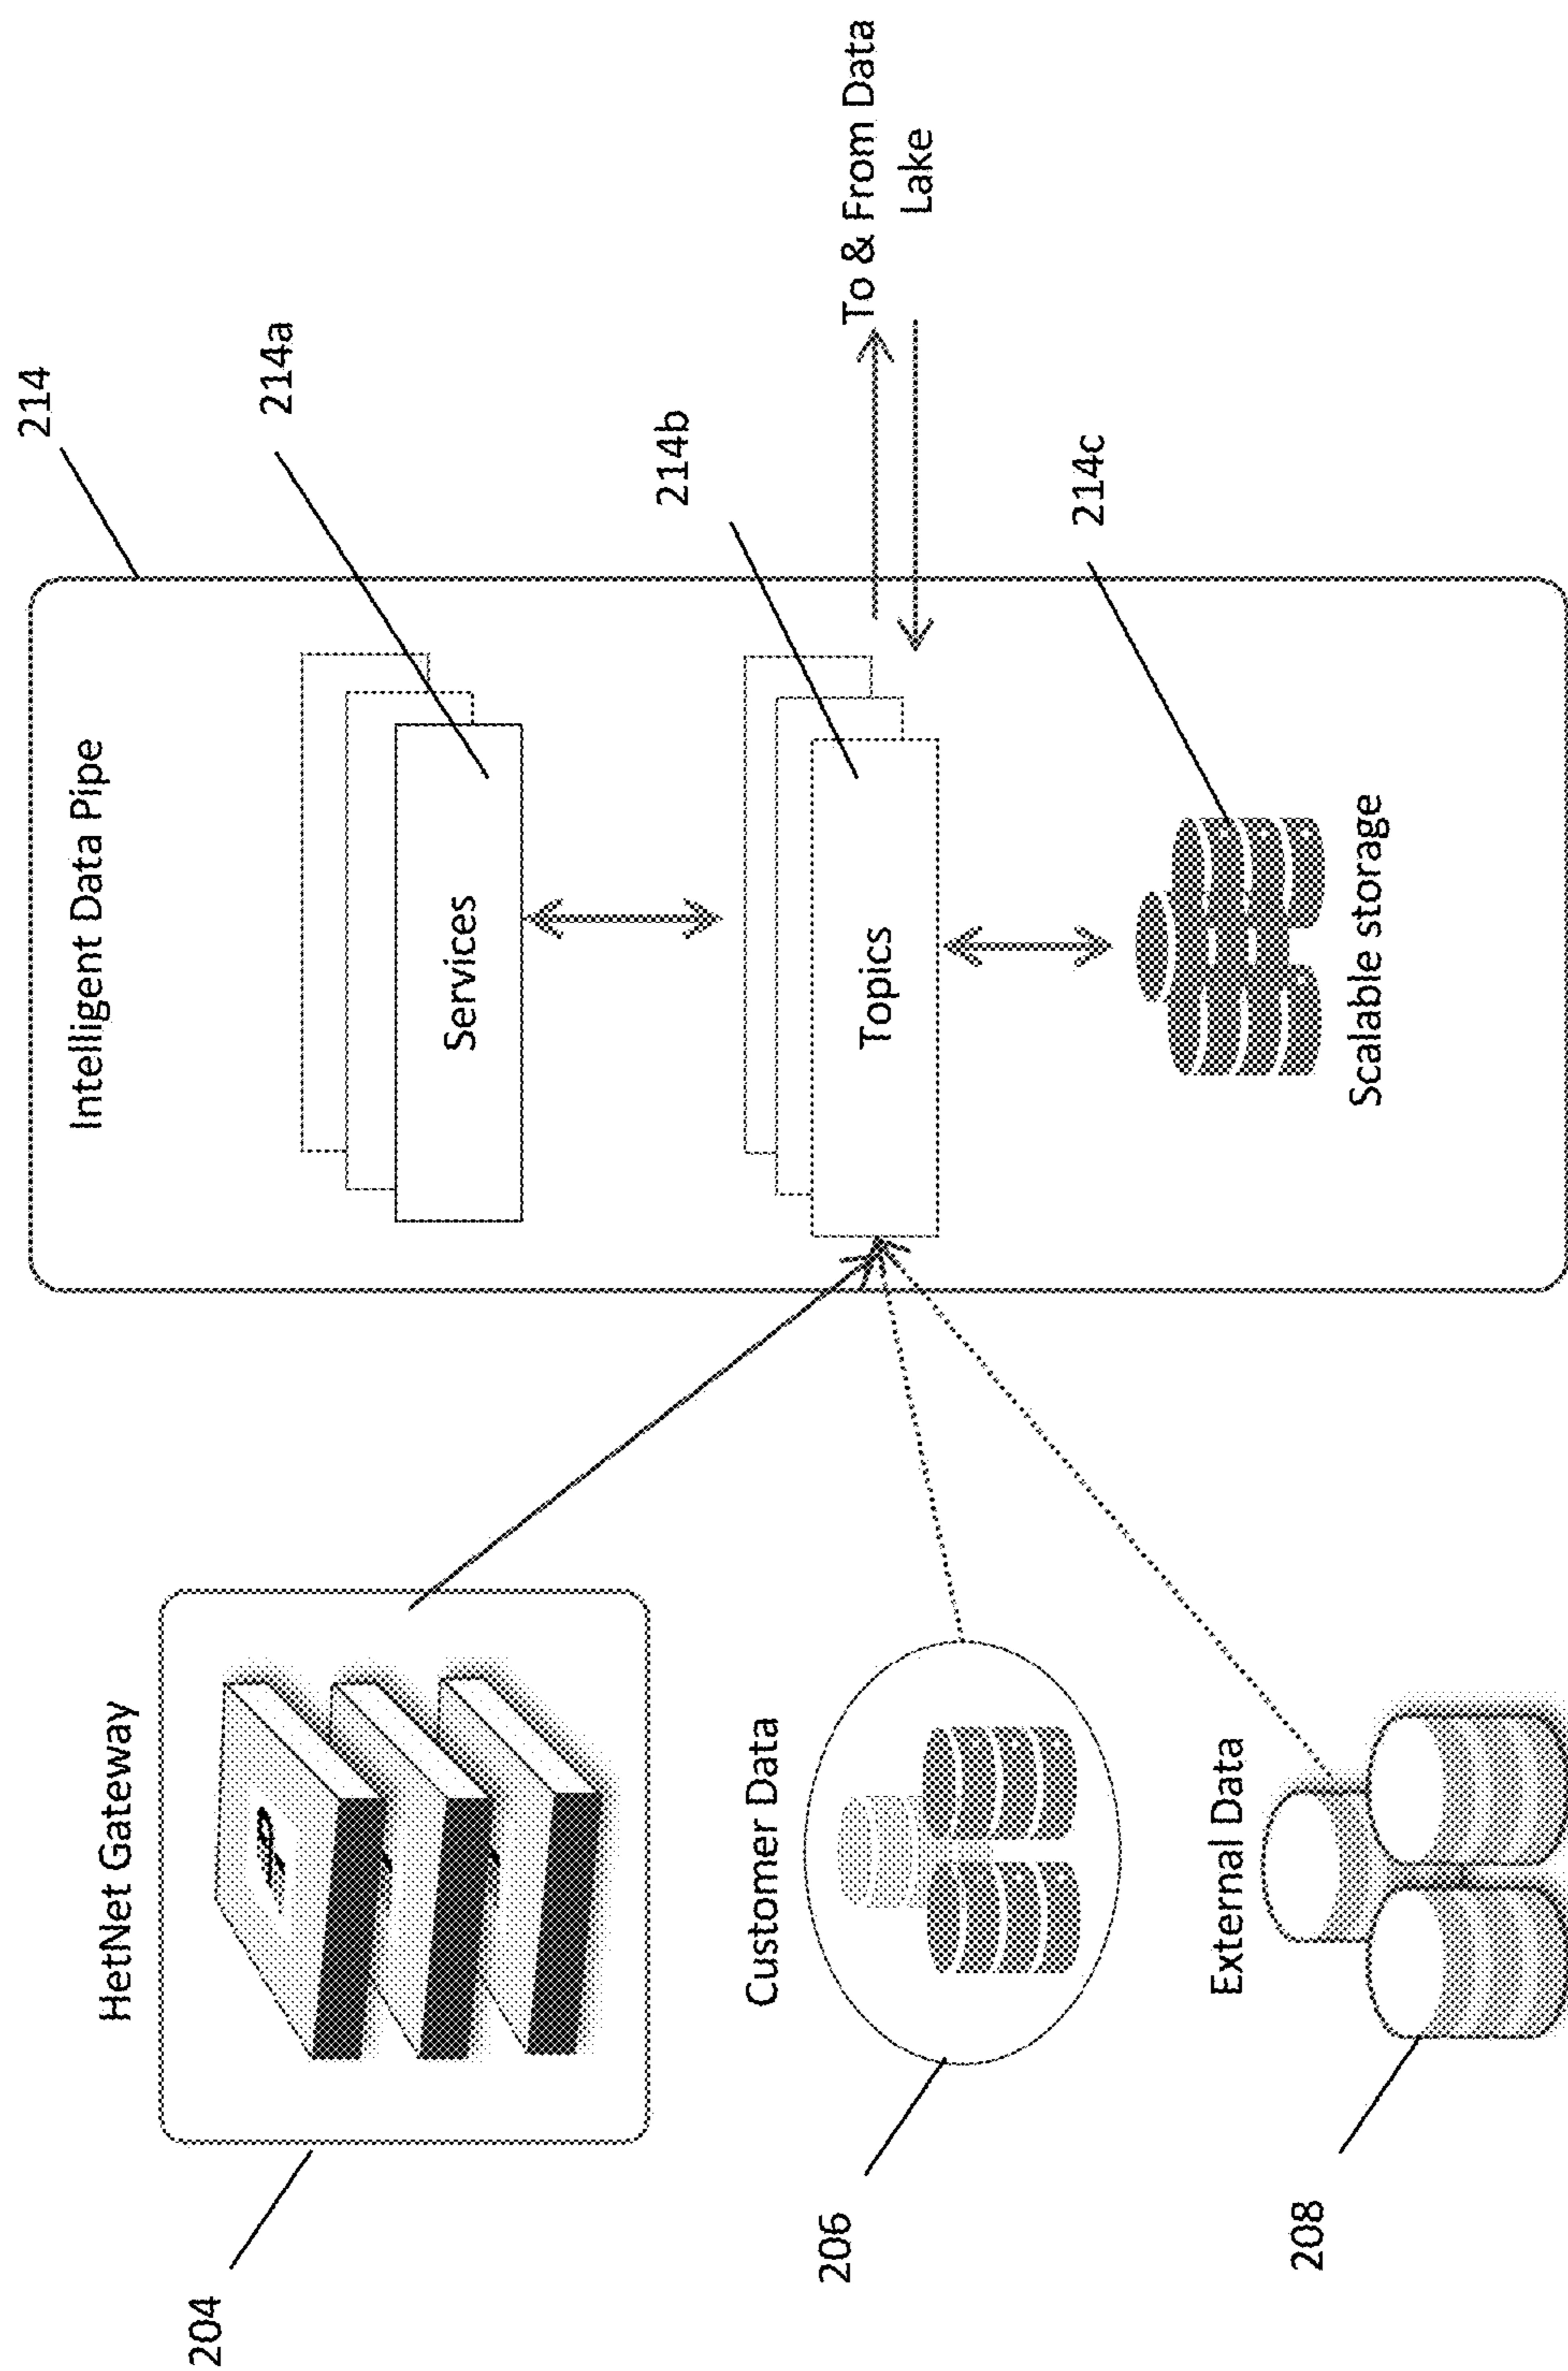 214
Intelligent Data Pipe
214a
HetNet Gateway
Services
204
214b
To & From Data
Lake
Customer Data
Topics
206
214c
External Data
Scalable storage
208